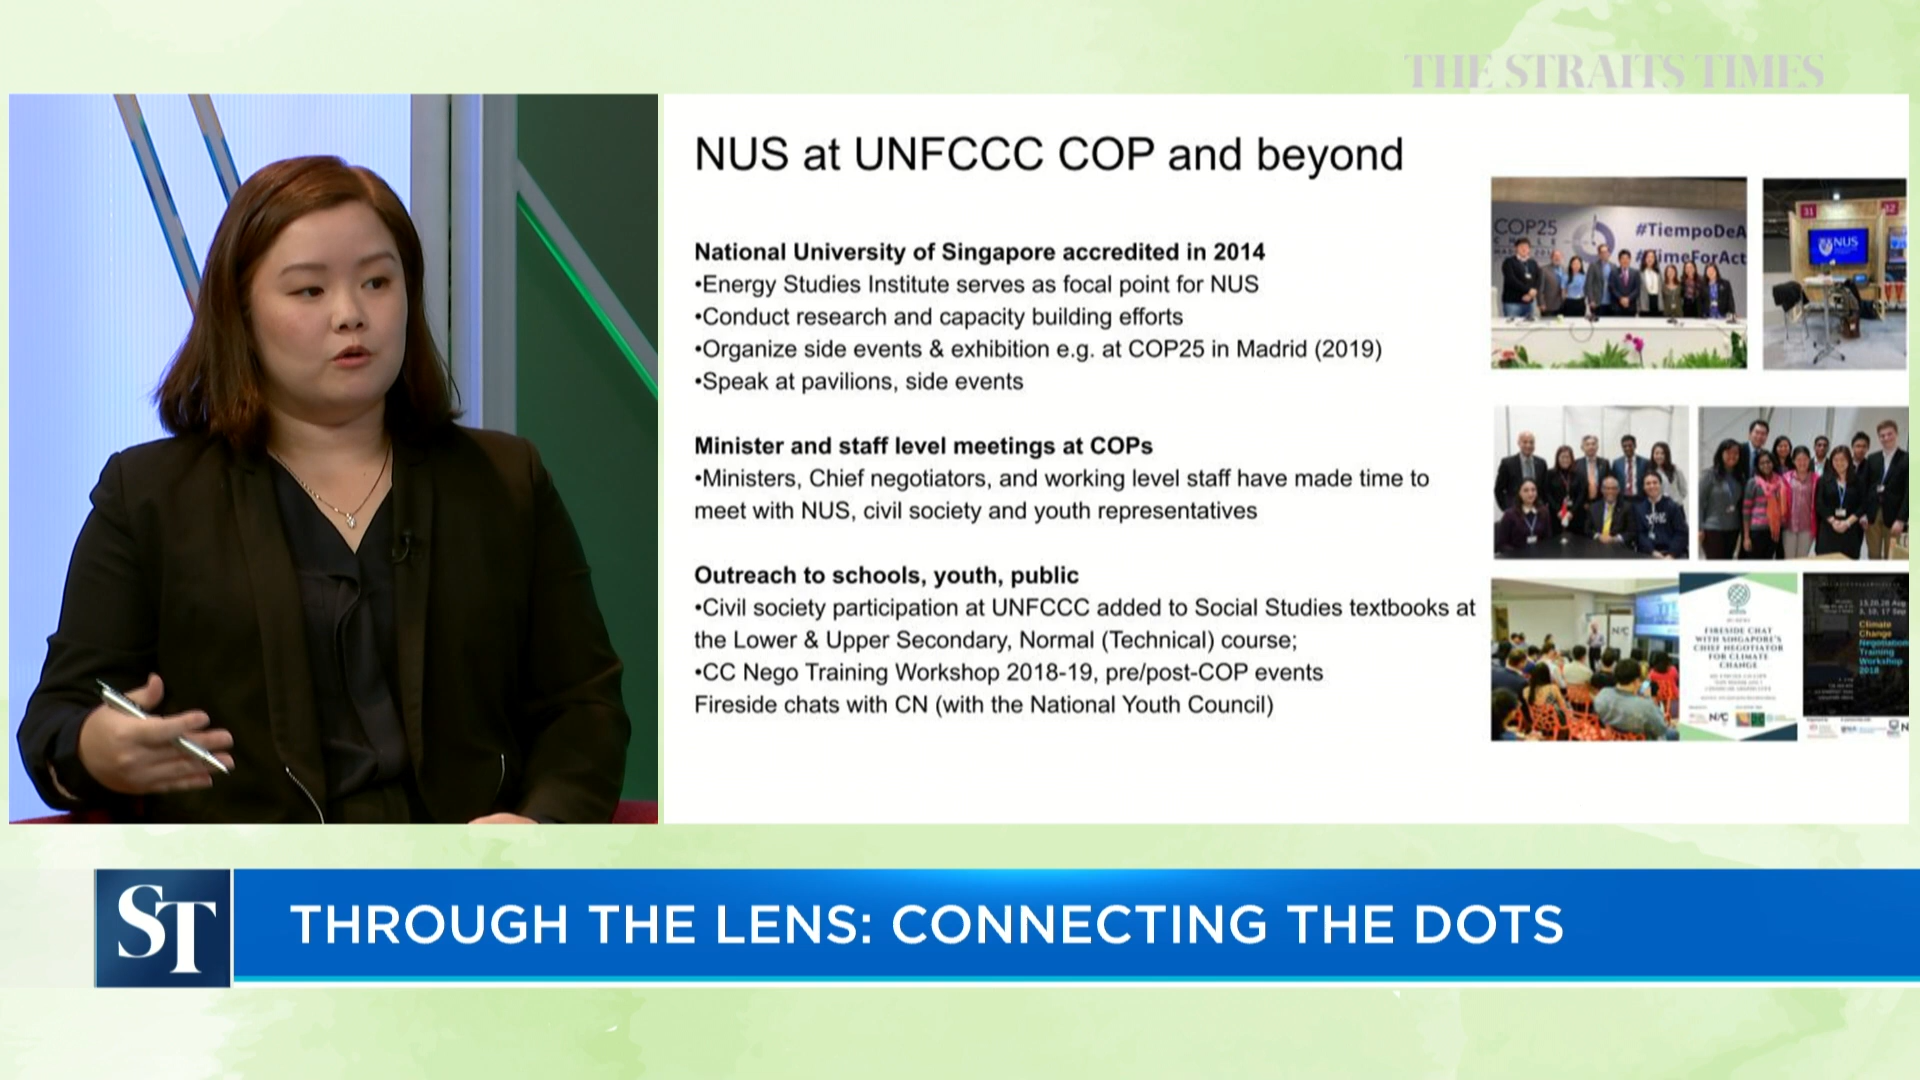 THE STRAITS TIMES
NUS at UNFCCC COP and beyond
National University of Singapore accredited in 2014
•Energy Studies Institute serves as focal point for NUS
•Conduct research and capacity building efforts
•Organize side events & exhibition e.g. at COP25 in Madrid (2019)
•Speak at pavilions, side events
Minister and staff level meetings at COPs
•Ministers, Chief negotiators, and working level staff have made time to
meet with NUS, civil society and youth representatives
Outreach to schools, youth, public
•Civil society participation at UNFCCC added to Social Studies textbooks at
the Lower & Upper Secondary, Normal (Technical) course;
•CC Nego Training Workshop 2018-19, pre/post-COP events
Fireside chats with CN (with the National Youth Council)
COP25
CHILE
#TiempoDeA
#TimeForAct
31
32
NUS
FIRESIDE CHAT
WITH SINGAPORE'S
CHIEF NEGOTIATOR
FOR CLIMATE
CHANGE
Climate
Change
Negotiation
Training
Workshop
2018
ST
THROUGH THE LENS: CONNECTING THE DOTS